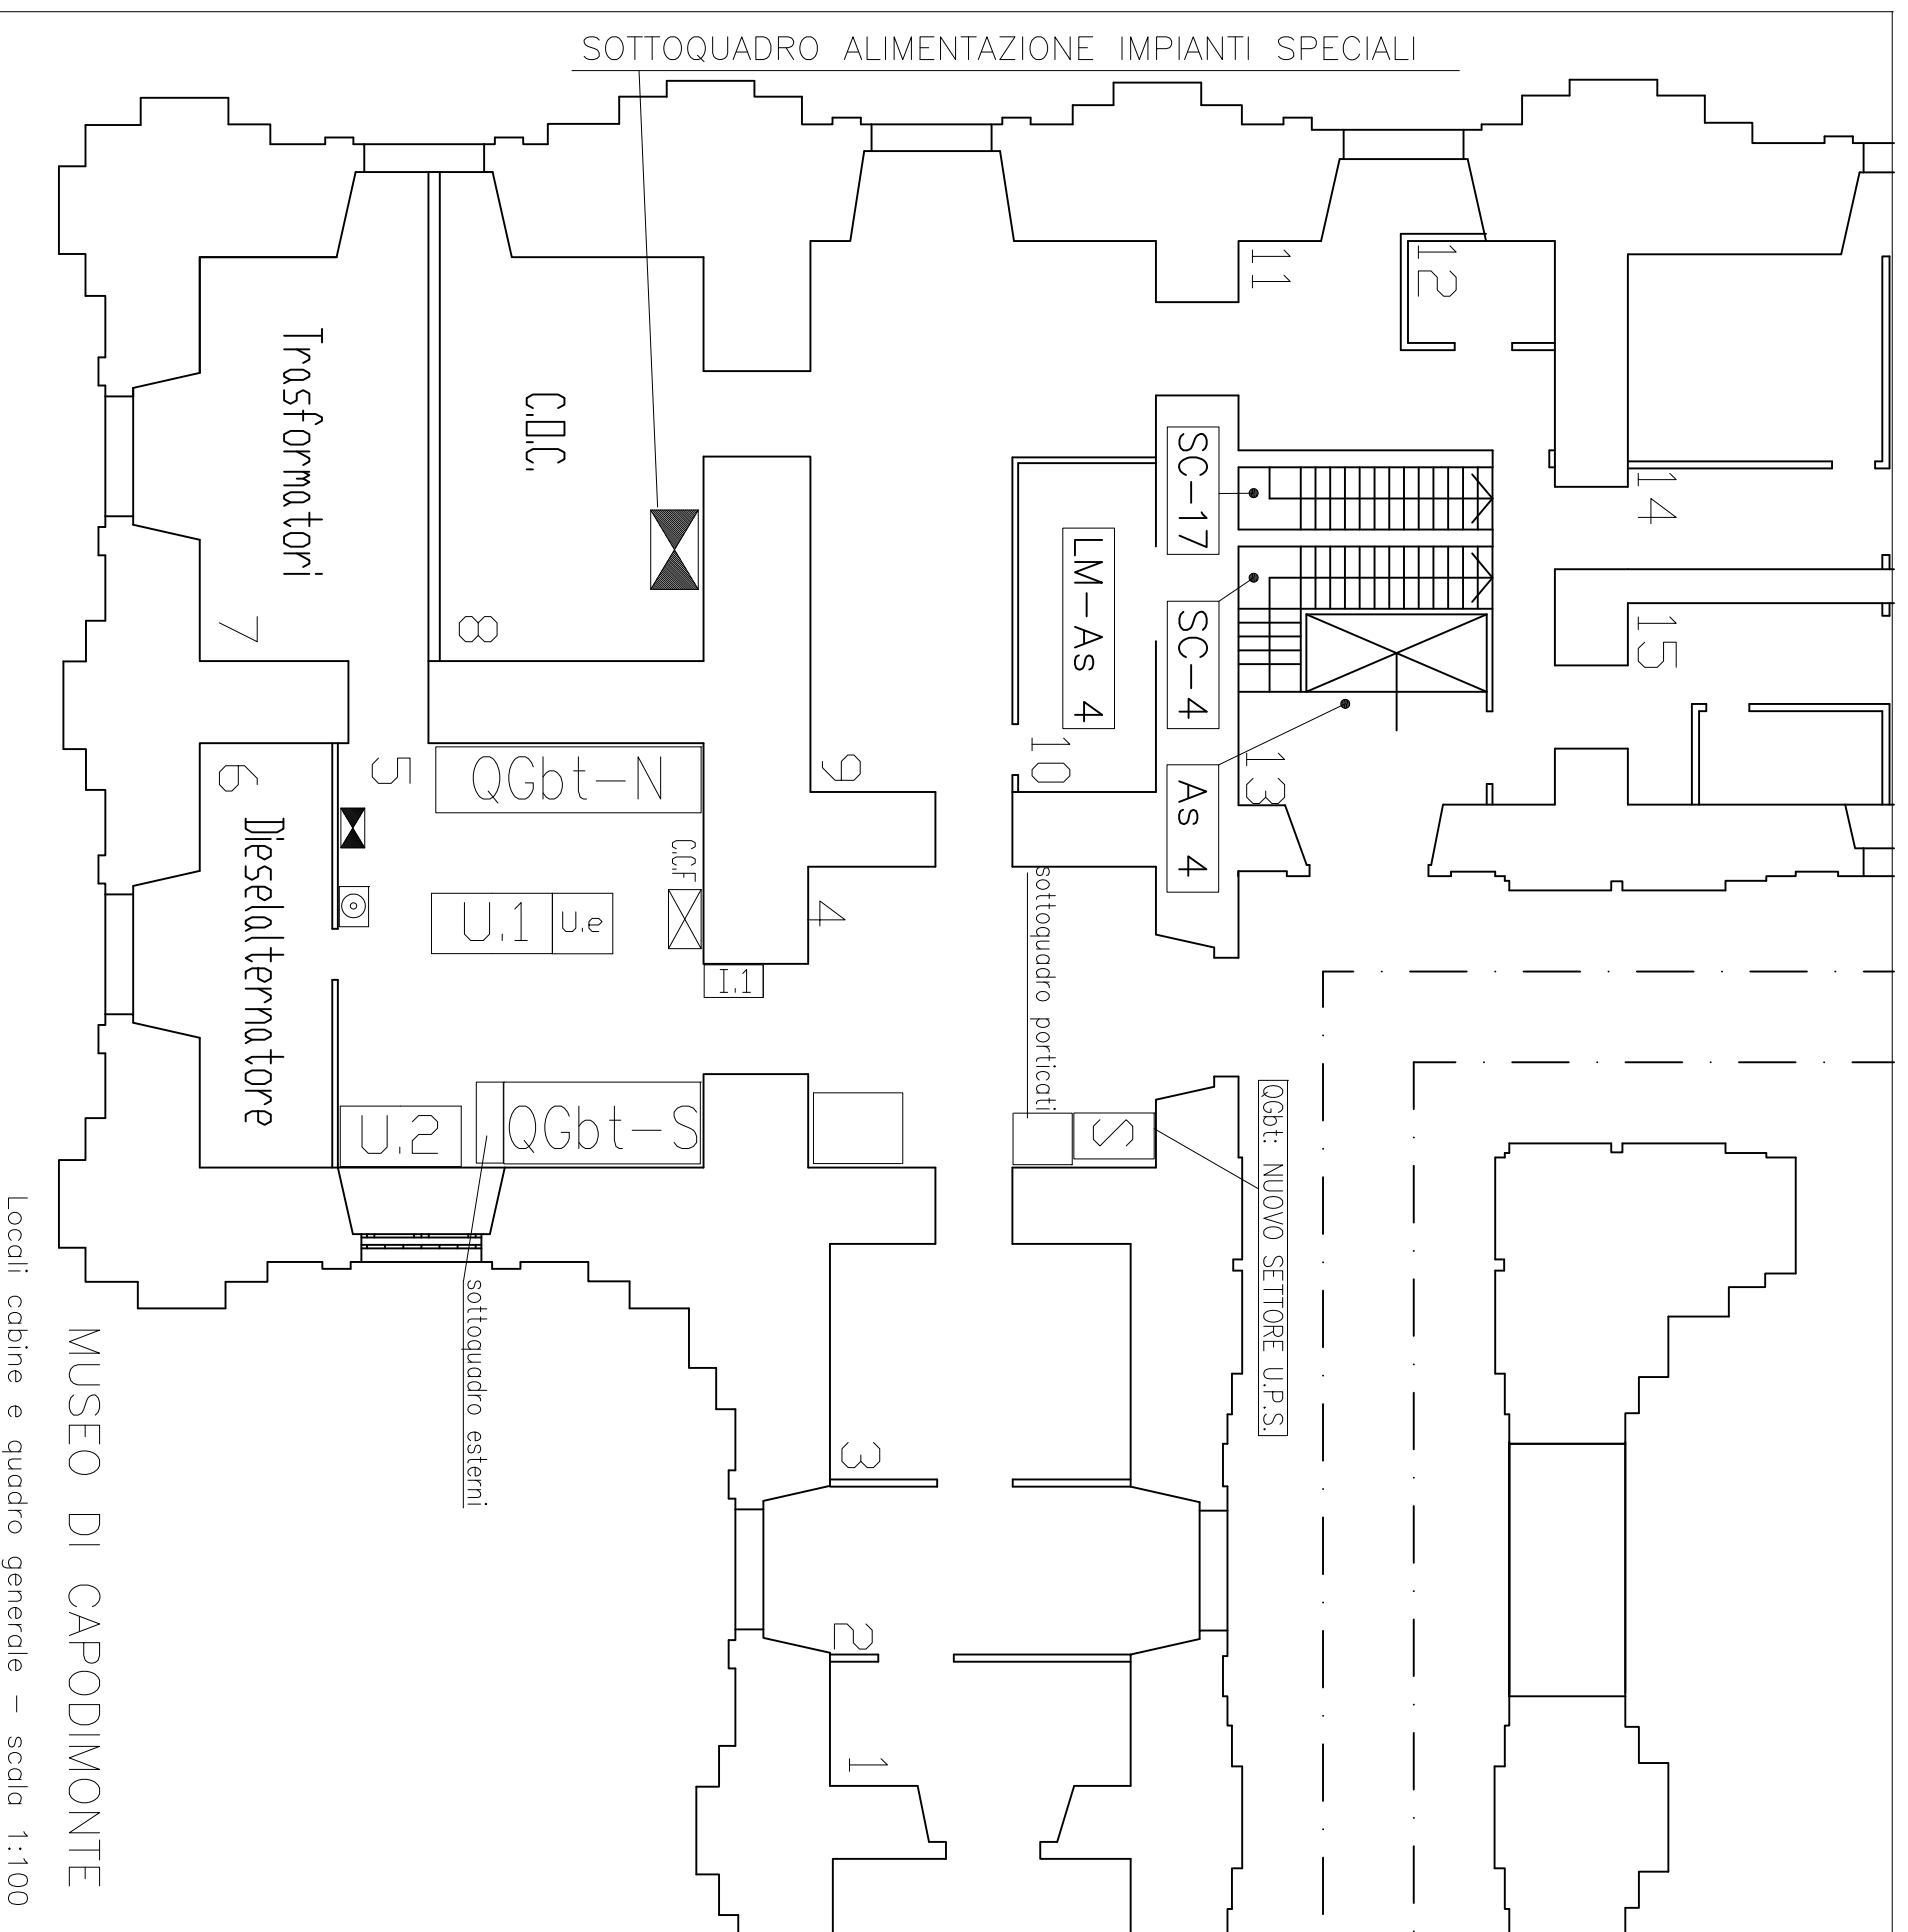 SOTTOQUADRO ALIMENTAZIONE IMPIANTI SPECIALI
11
12
14
15
Trasformatori
C.D.C.
SC-17
SC-4
LM-As 4
7
8
9
10
13
As 4
6
5
QGbt-N
C.C.F
Dieselalternatore
U.1
U.e
4
I.1
sottoquadro porticati
U.2
QGbt-S
S
QGbt: NUOVO SETTORE U.P.S.
sottoquadro esterni
3
2
1
MUSEO DI CAPODIMONTE
Locali cabine e quadro generale - scala 1:100